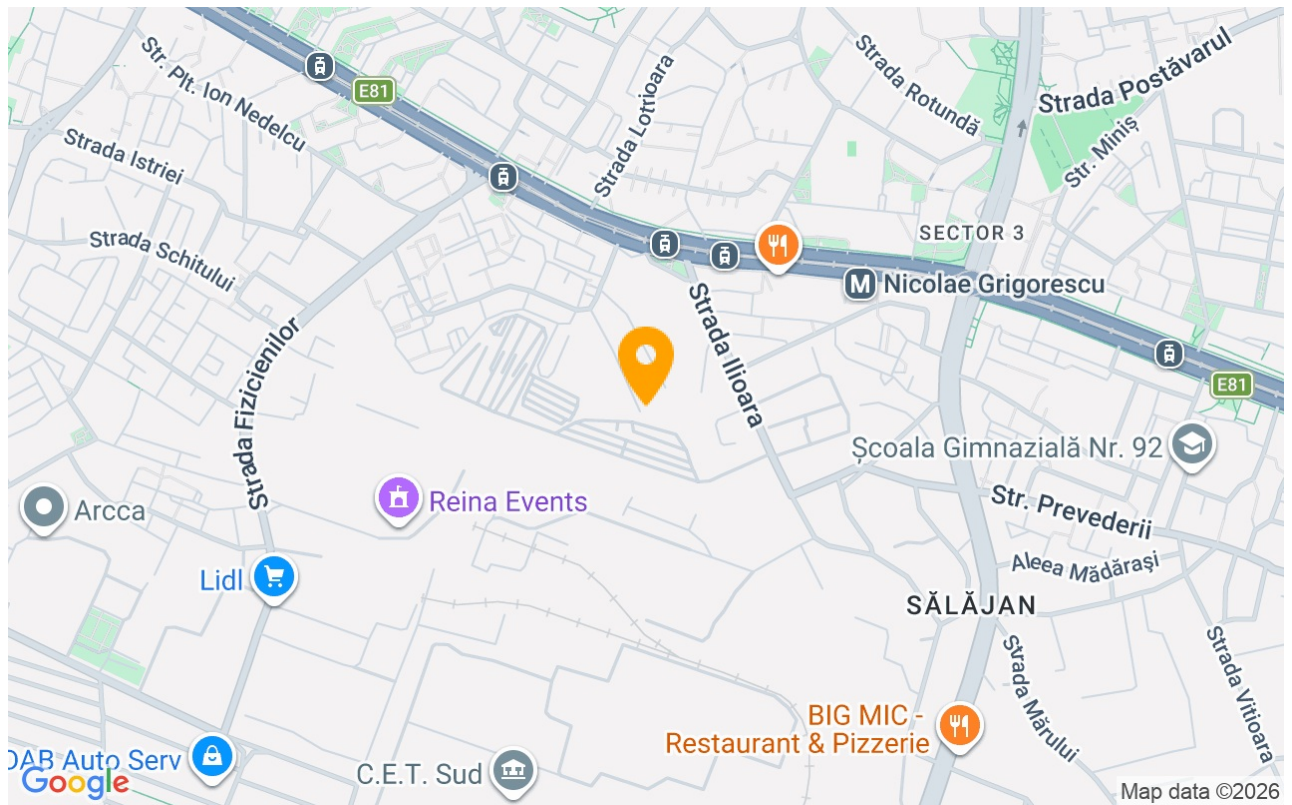 Str. Plt. Ion Nedelcu
E81
Strada Lotrioara
Strada Rotundă
Strada Postăvarul
Str. Miniș
Strada Istriei
Strada Schitului
SECTOR 3
M Nicolae Grigorescu
Strada Ilioara
Strada Fizicienilor
E81
Școala Gimnazială Nr. 92
Reina Events
Arcca
Str. Prevederii
Aleea Mădărași
Lidl
SĂLĂJAN
Strada Mărului
Strada Vitioara
BIG MIC -
Restaurant & Pizzerie
DAB Auto Serv
C.E.T. Sud
Google
Map data ©2026